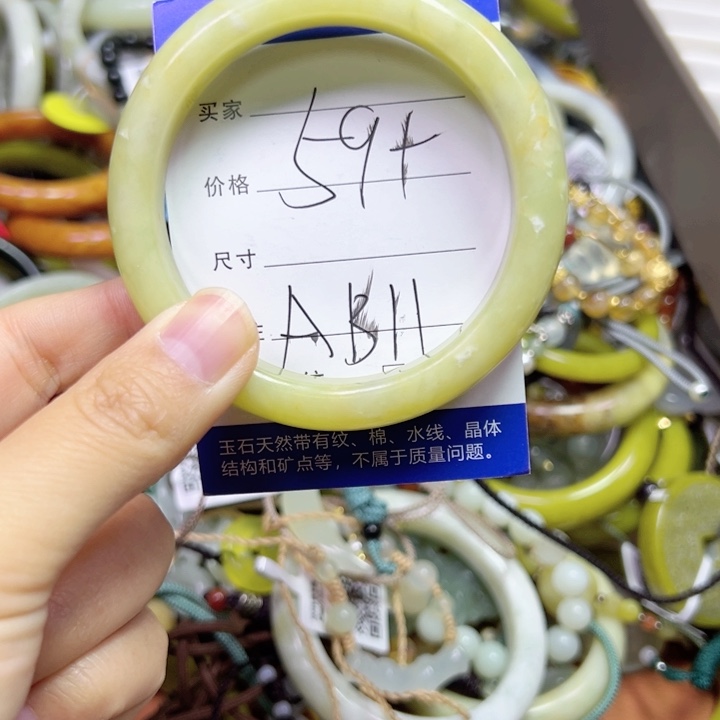 买家
59+
价格
尺寸
AB11
玉石天然带有纹、棉、水线、晶体
结构和矿点等，不属于质量问题。